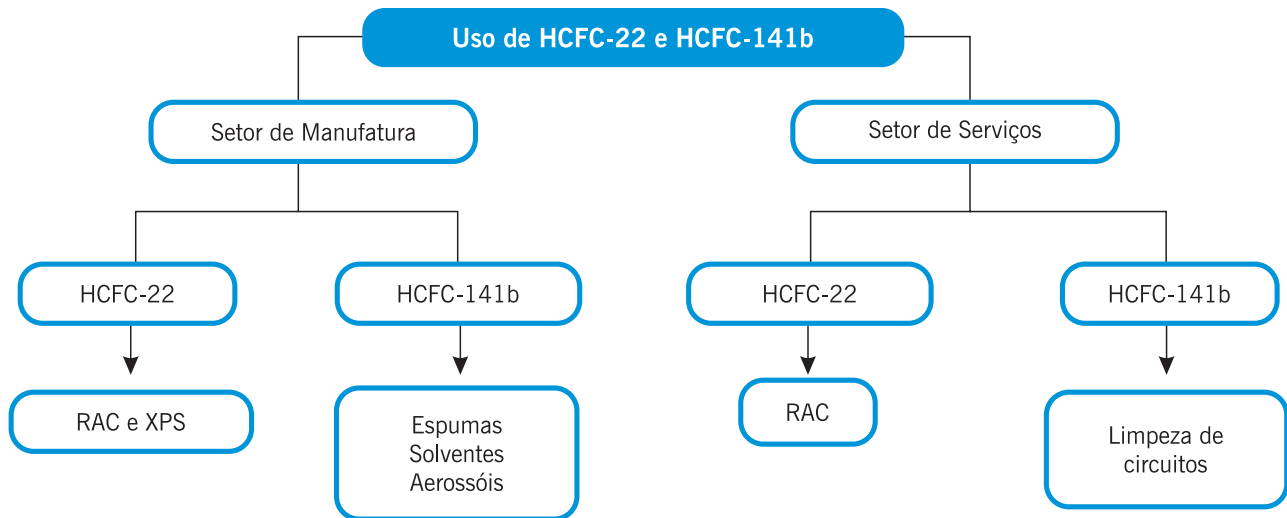 Uso de HCFC-22 e HCFC-141b
Setor de Manufatura
Setor de Serviços
HCFC-22
HCFC-141b
HCFC-22
HCFC-141b
RAC e XPS
Espumas
Solventes
Aerossóis
RAC
Limpeza de
circuitos